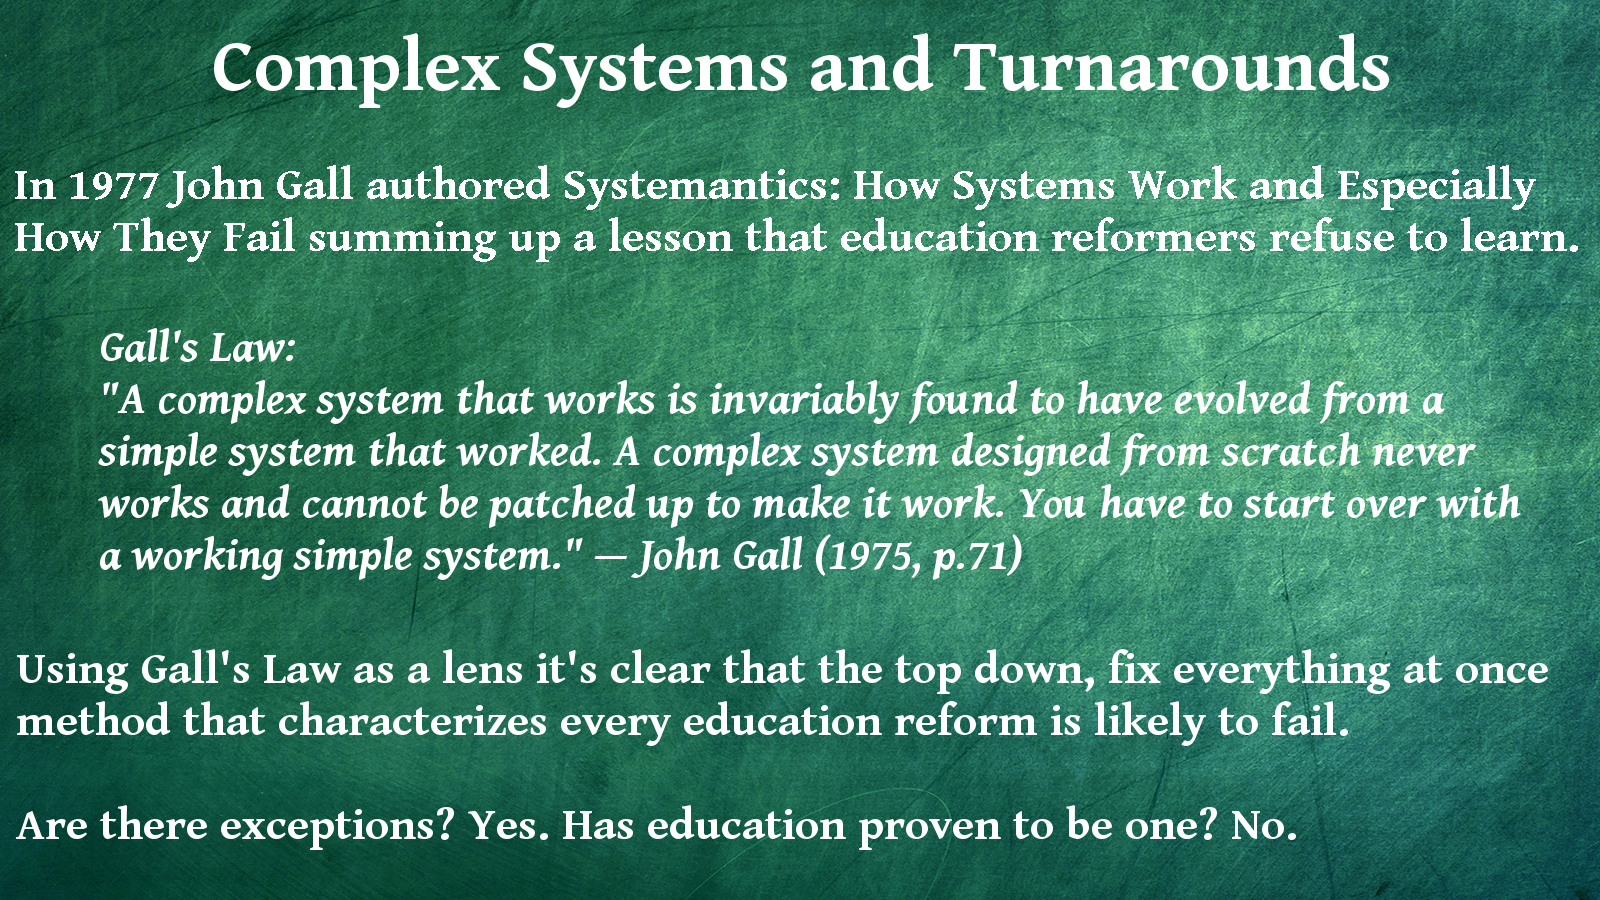 Complex Systems and Turnarounds
In 1977 John Gall authored Systemantics: How Systems Work and Especially
How They Fail summing up a lesson that education reformers refuse to learn.
Gall's Law:
"A complex system that works is invariably found to have evolved from a
simple system that worked. A complex system designed from scratch never
works and cannot be patched up to make it work. You have to start over with
a working simple system." — John Gall (1975, p.71)
Using Gall's Law as a lens it's clear that the top down, fix everything at once
method that characterizes every education reform is likely to fail.
Are there exceptions? Yes. Has education proven to be one? No.